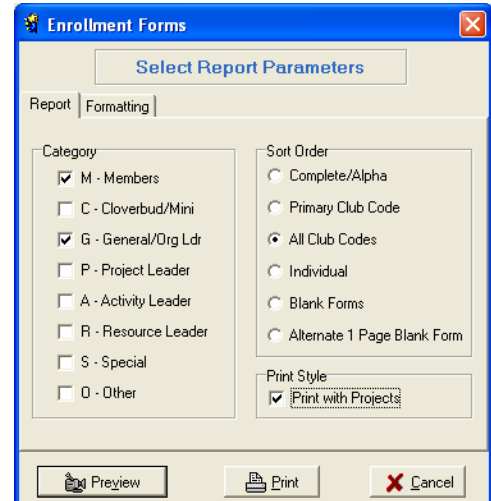 Enrollment Forms
Select Report Parameters
Report Formatting
Category
M - Members
C - Cloverbud/Mini
G - General/Org Ldr
P - Project Leader
A - Activity Leader
R - Resource Leader
S - Special
O - Other
Sort Order
Complete/Alpha
Primary Club Code
All Club Codes
Individual
Blank Forms
Alternate 1 Page Blank Form
Print Style
Print with Projects
Preview Print Cancel